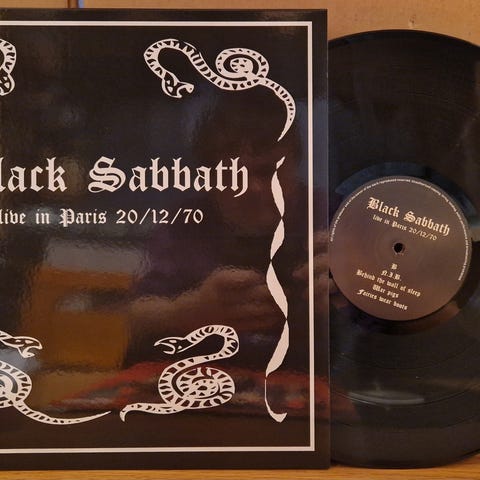 lack Sabbath
live in Paris 20/12/70
Black Sabbath
live in Paris 20/12/70
B
N.I.B.
Behind the wall of sleep
War pigs
Fairies wear boots